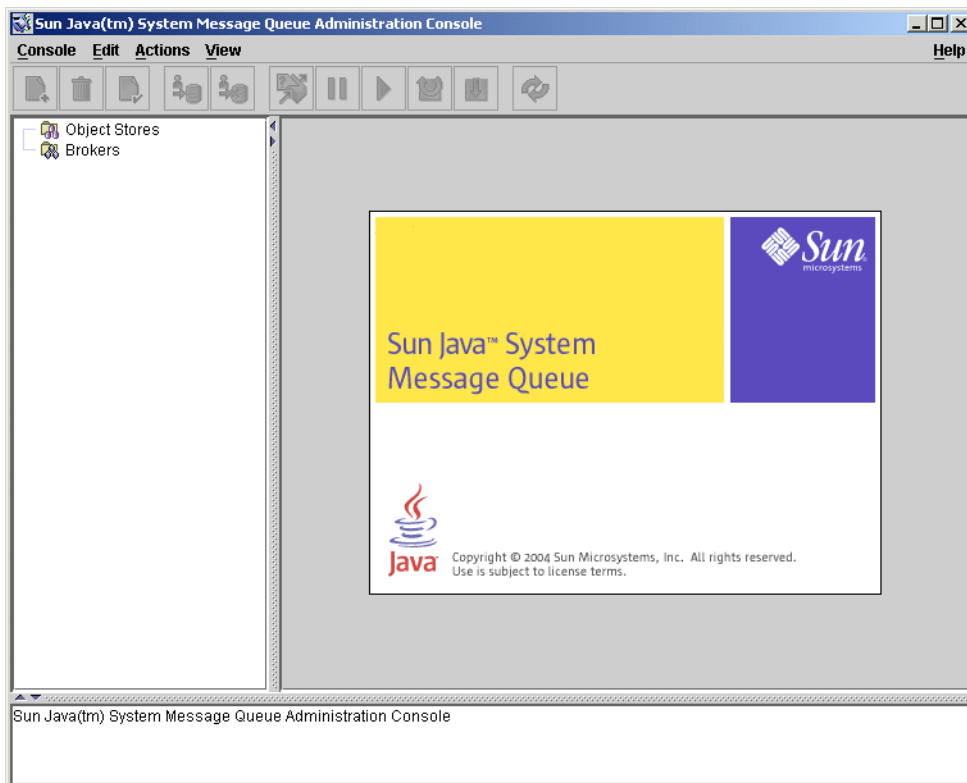 Sun Java(tm) System Message Queue Administration Console
Console Edit Actions View Help
Object Stores
Brokers
Sun
microsystems
Sun Java™ System
Message Queue
Java
Copyright © 2004 Sun Microsystems, Inc. All rights reserved.
Use is subject to license terms.
Sun Java(tm) System Message Queue Administration Console